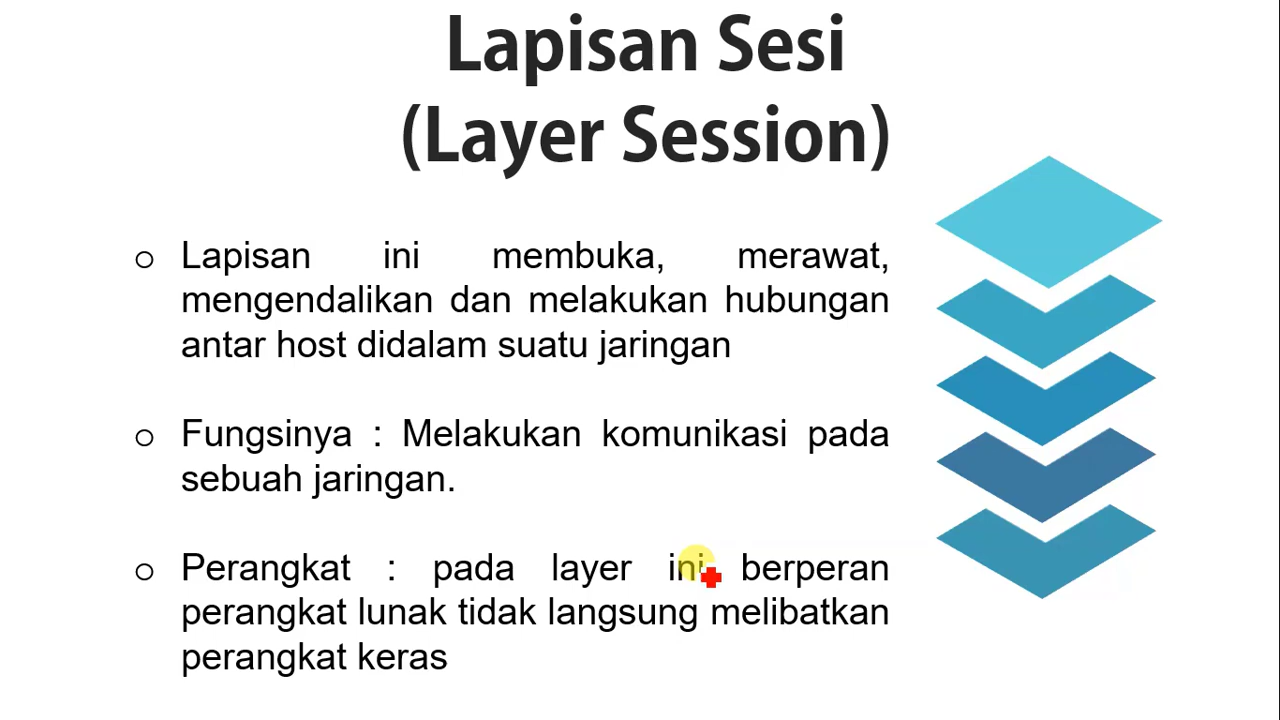 Lapisan Sesi
(Layer Session)
o Lapisan ini membuka, merawat,
mengendalikan dan melakukan hubungan
antar host didalam suatu jaringan
o Fungsinya : Melakukan komunikasi pada
sebuah jaringan.
o Perangkat : pada layer ini berperan
perangkat lunak tidak langsung melibatkan
perangkat keras